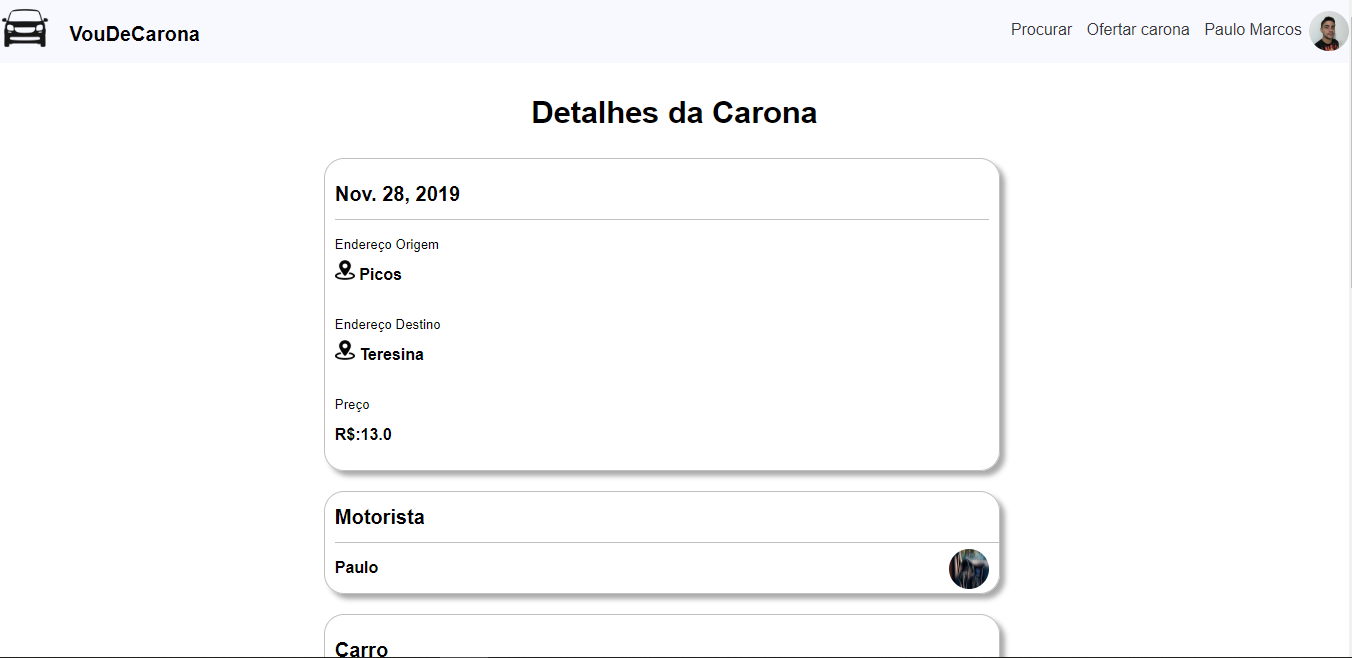 VouDeCarona
Procurar Ofertar carona Paulo Marcos
Detalhes da Carona
Nov. 28, 2019
Endereço Origem
Picos
Endereço Destino
Teresina
Preço
R$:13.0
Motorista
Paulo
Carro